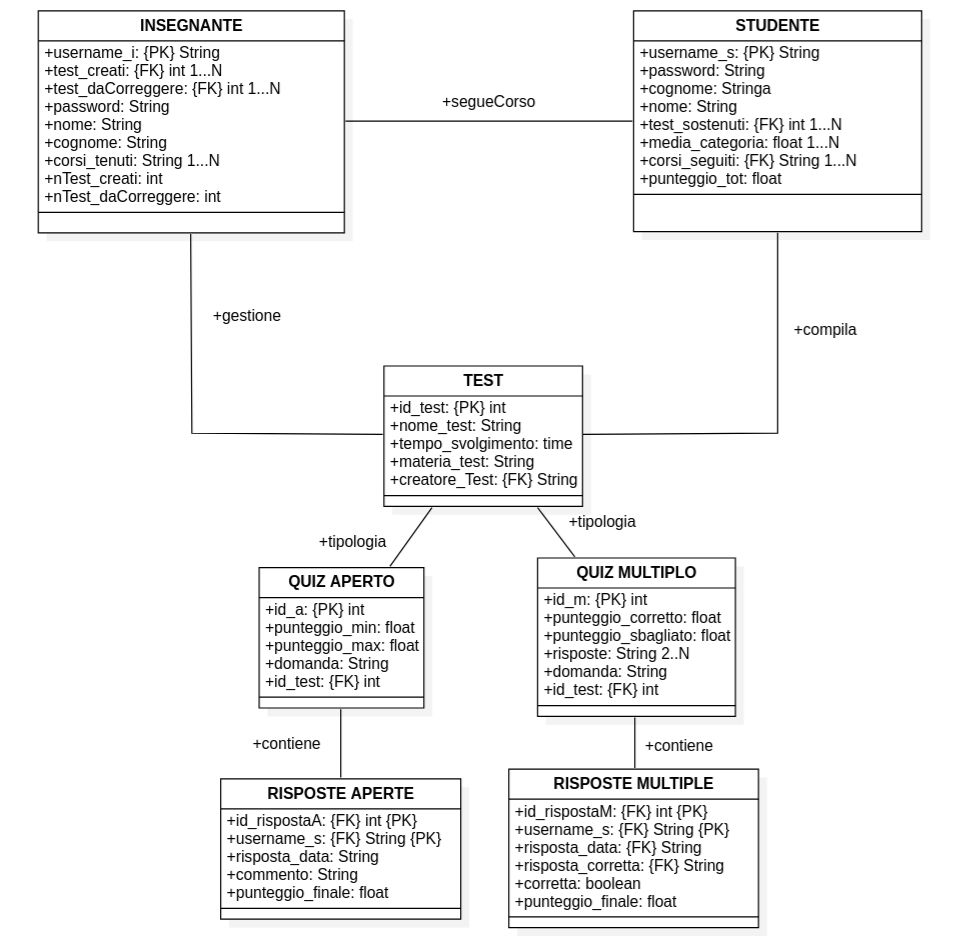 INSEGNANTE
+username_i: {PK} String
+test_creati: {FK} int 1...N
+test_daCorreggere: {FK} int 1...N
+password: String
+nome: String
+cognome: String
+corsi_tenuti: String 1...N
+nTest_creati: int
+nTest_daCorreggere: int
+segueCorso
STUDENTE
+username_s: {PK} String
+password: String
+cognome: Stringa
+nome: String
+test_sostenuti: {FK} int 1...N
+media_categoria: float 1...N
+corsi_seguiti: {FK} String 1...N
+punteggio_tot: float
+gestione
+compila
TEST
+id_test: {PK} int
+nome_test: String
+tempo_svolgimento: time
+materia_test: String
+creatore_Test: {FK} String
+tipologia
+tipologia
QUIZ APERTO
+id_a: {PK} int
+punteggio_min: float
+punteggio_max: float
+domanda: String
+id_test: {FK} int
QUIZ MULTIPLO
+id_m: {PK} int
+punteggio_corretto: float
+punteggio_sbagliato: float
+risposte: String 2..N
+domanda: String
+id_test: {FK} int
+contiene
+contiene
RISPOSTE APERTE
+id_rispostaA: {FK} int {PK}
+username_s: {FK} String {PK}
+risposta_data: String
+commento: String
+punteggio_finale: float
RISPOSTE MULTIPLE
+id_rispostaM: {FK} int {PK}
+username_s: {FK} String {PK}
+risposta_data: {FK} String
+risposta_corretta: {FK} String
+corretta: boolean
+punteggio_finale: float